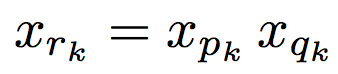 x_{r_k} = x_{p_k} x_{q_k}